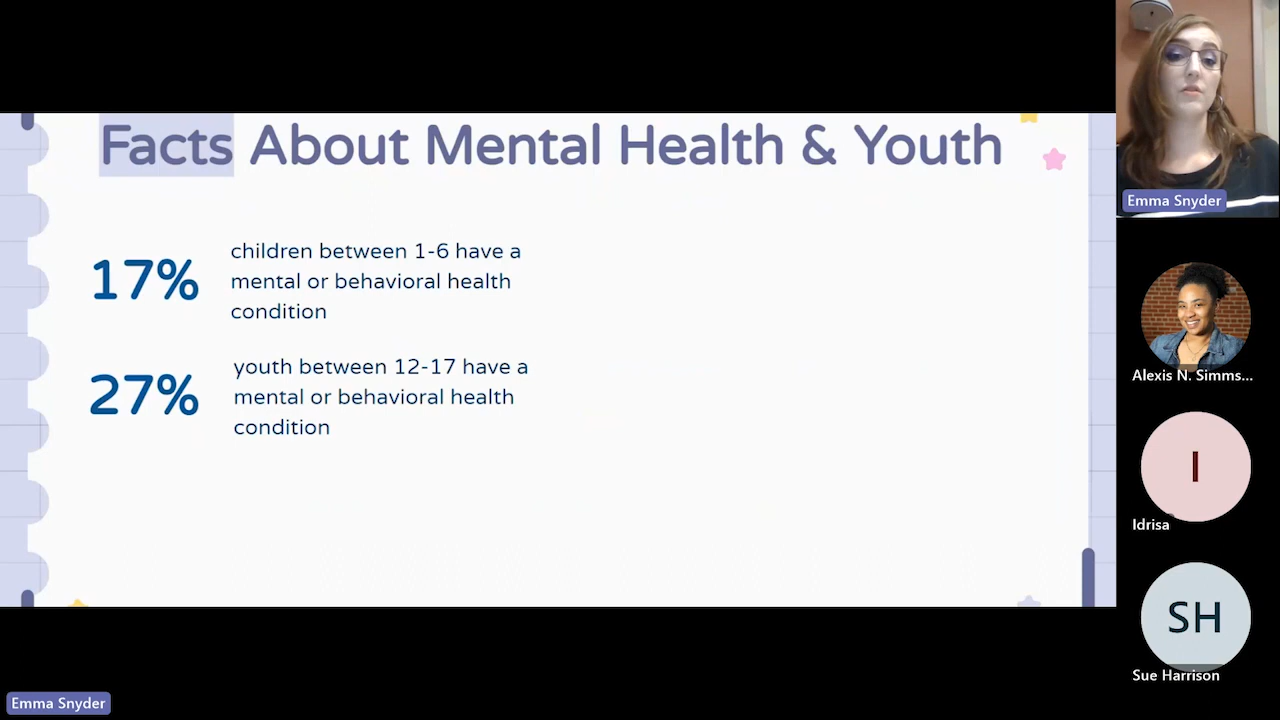 Facts About Mental Health & Youth
17%
children between 1-6 have a
mental or behavioral health
condition
27%
youth between 12-17 have a
mental or behavioral health
condition
Emma Snyder
Alexis N. Simms...
I
Idrisa
SH
Sue Harrison
Emma Snyder